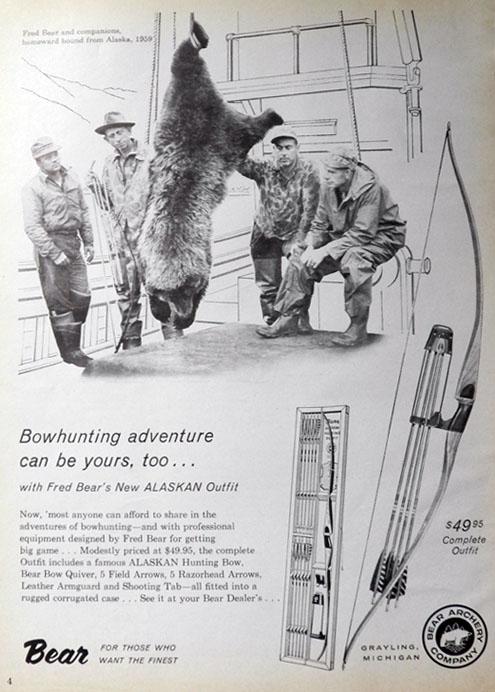 Fred Bear and companions,
homeward bound from Alaska, 1959
Bowhunting adventure
can be yours, too...
with Fred Bear's New ALASKAN Outfit
Now, 'most anyone can afford to share in the
adventures of bowhunting—and with professional
equipment designed by Fred Bear for getting
big game . . . Modestly priced at $49.95, the complete
Outfit includes a famous ALASKAN Hunting Bow,
Bear Bow Quiver, 5 Field Arrows, 5 Razorhead Arrows,
Leather Armguard and Shooting Tab—all fitted into a
rugged corrugated case . . . See it at your Bear Dealer's . . .
$49 95
Complete
Outfit
Bear
FOR THOSE WHO
WANT THE FINEST
GRAYLING,
MICHIGAN
BEAR ARCHERY
COMPANY
4